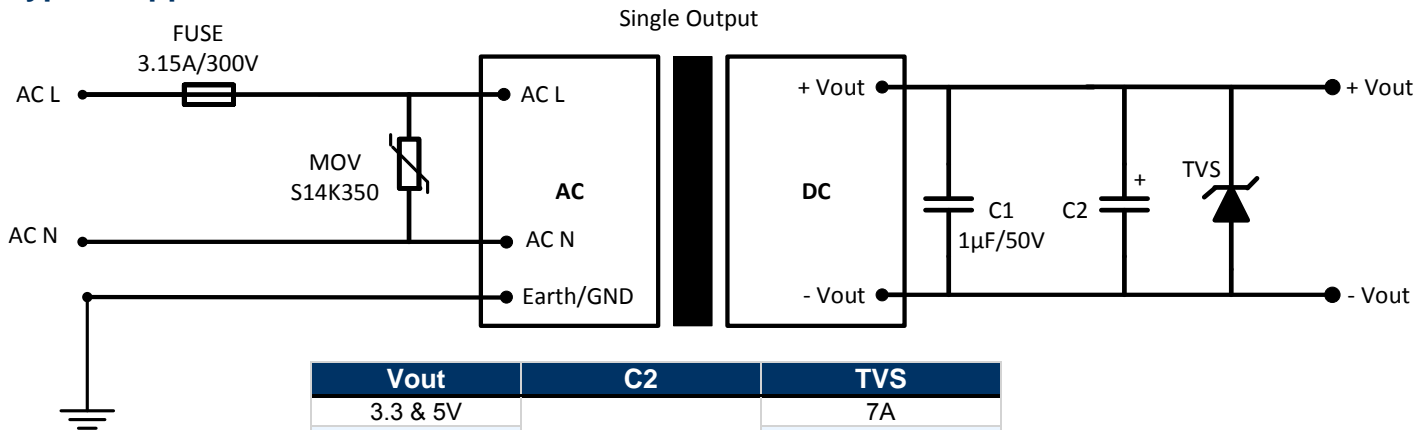 Single Output
FUSE
3.15A/300V
AC L
AC L
MOV
S14K350
AC
AC N
AC N
Earth/GND
+ Vout
DC
- Vout
C1
1µF/50V
C2
+
TVS
+ Vout
- Vout
Vout C2 TVS
3.3 & 5V 7A